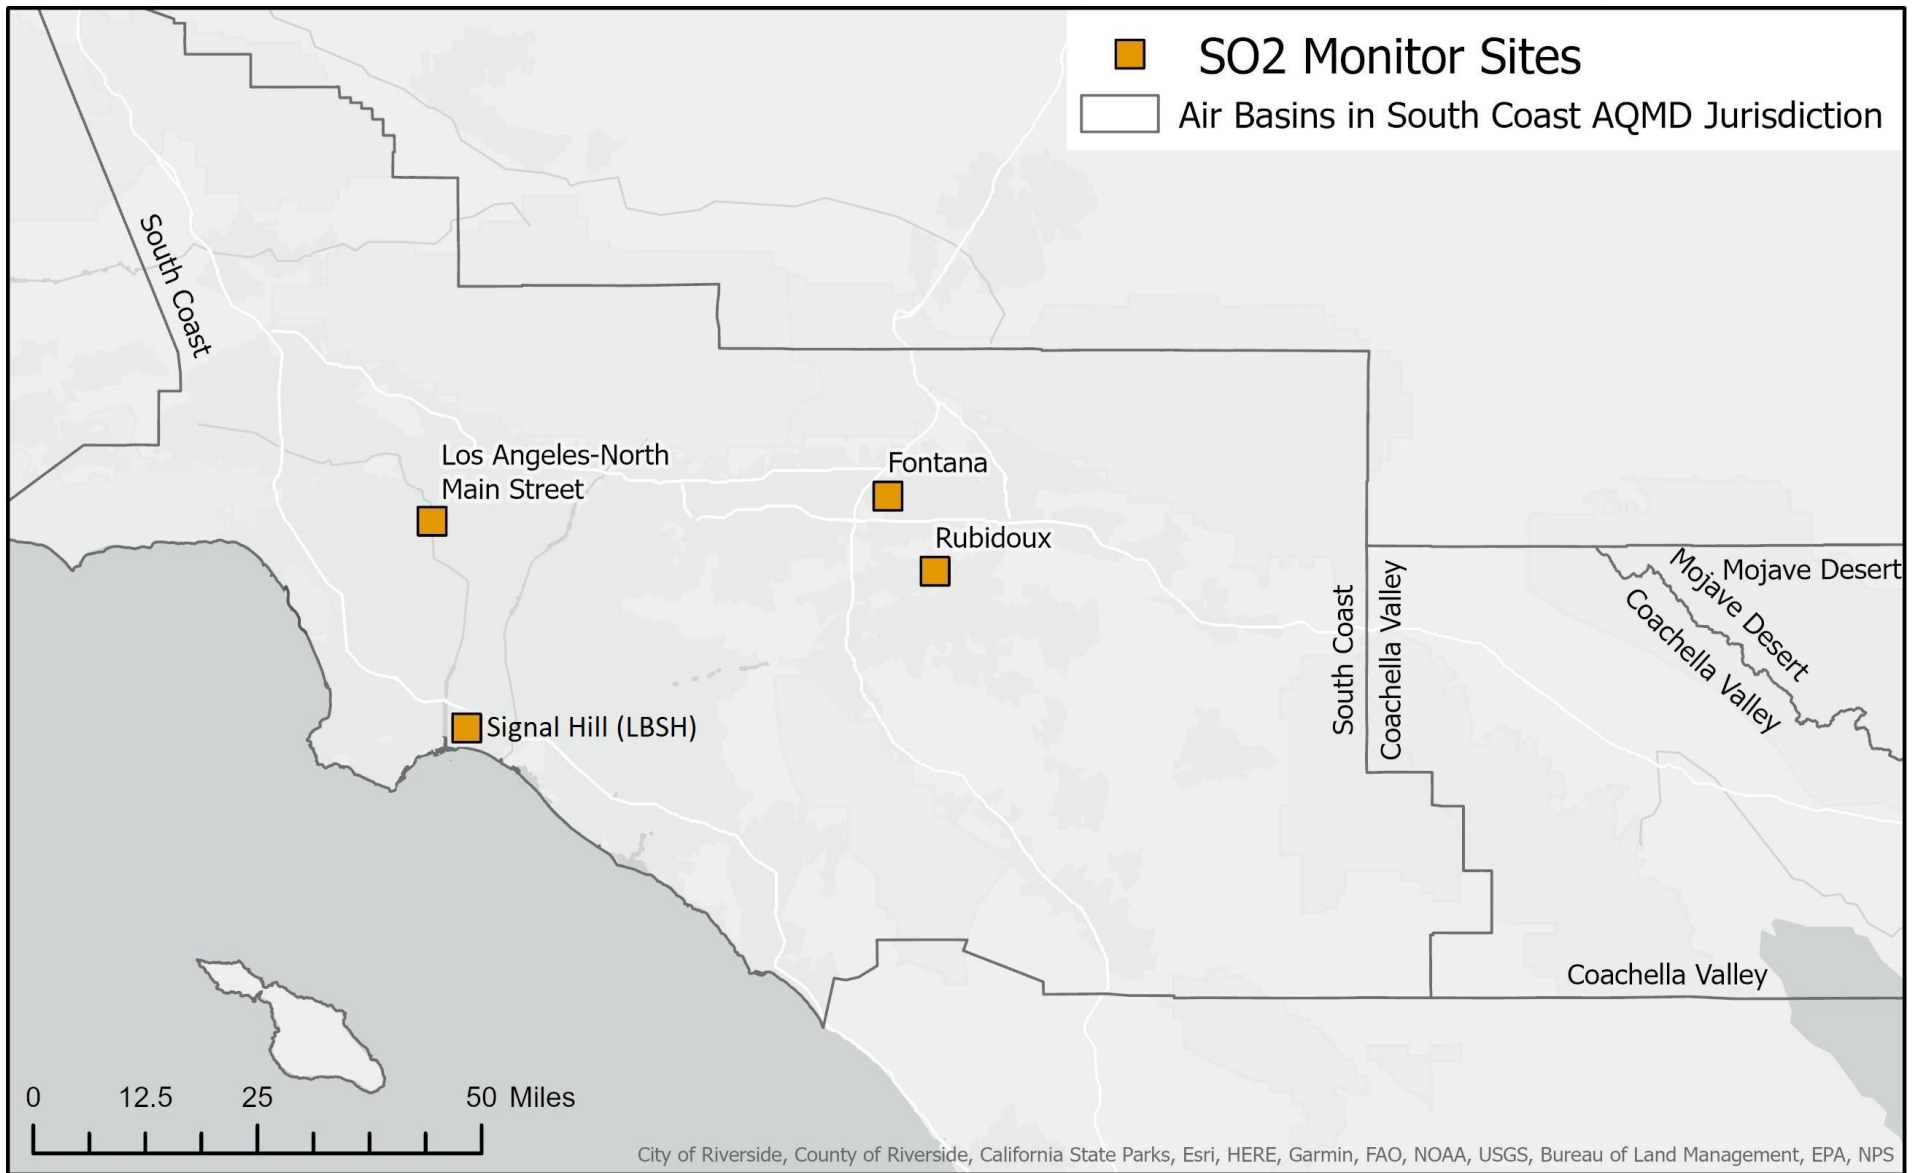 SO2 Monitor Sites
Air Basins in South Coast AQMD Jurisdiction
South Coast
Los Angeles-North
Main Street
Fontana
Rubidoux
Signal Hill (LBSH)
South Coast
Coachella Valley
Mojave Desert
Mojave Desert
Coachella Valley
Coachella Valley
0 12.5 25 50 Miles
City of Riverside, County of Riverside, California State Parks, Esri, HERE, Garmin, FAO, NOAA, USGS, Bureau of Land Management, EPA, NPS